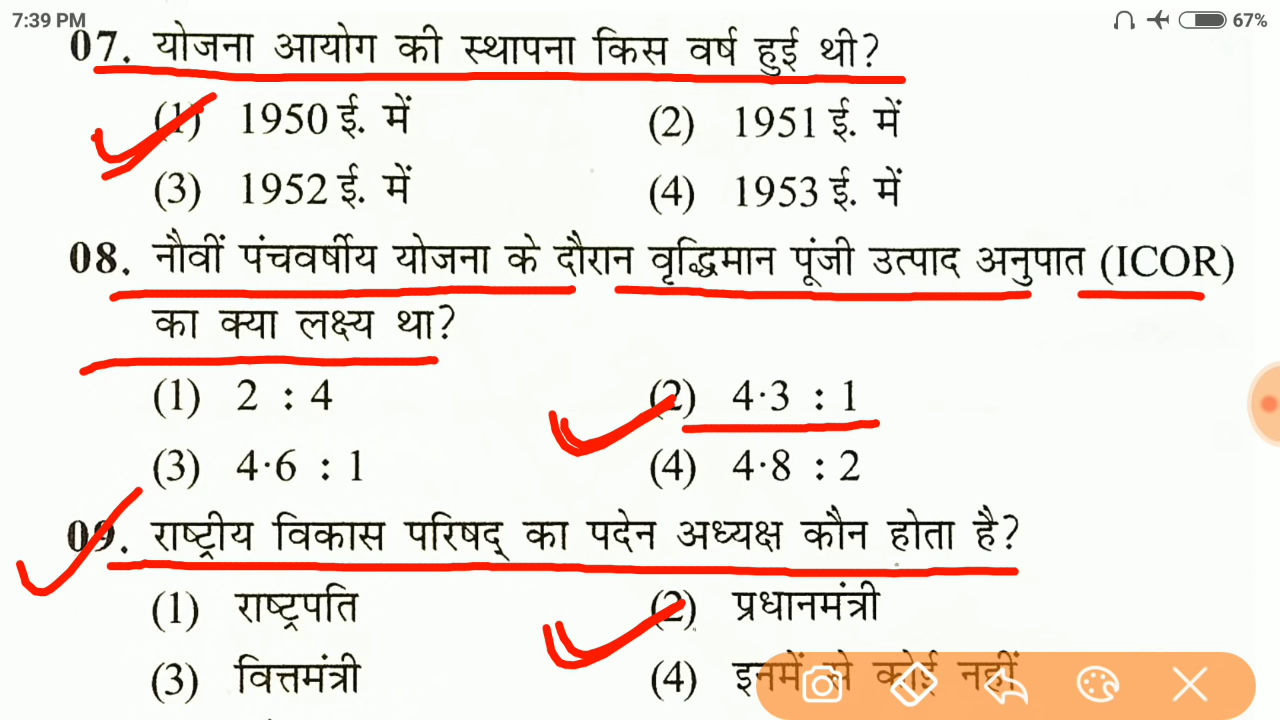 7:39 PM 67%
07. योजना आयोग की स्थापना किस वर्ष हुई थी?
(1) 1950 ई. में (2) 1951 ई. में
(3) 1952 ई. में (4) 1953 ई. में
08. नौवीं पंचवर्षीय योजना के दौरान वृद्धिमान पूंजी उत्पाद अनुपात (ICOR)
का क्या लक्ष्य था?
(1) 2 : 4 (2) 4·3 : 1
(3) 4·6 : 1 (4) 4·8 : 2
09. राष्ट्रीय विकास परिषद् का पदेन अध्यक्ष कौन होता है?
(1) राष्ट्रपति (2) प्रधानमंत्री
(3) वित्तमंत्री (4) इनमें से कोई नहीं